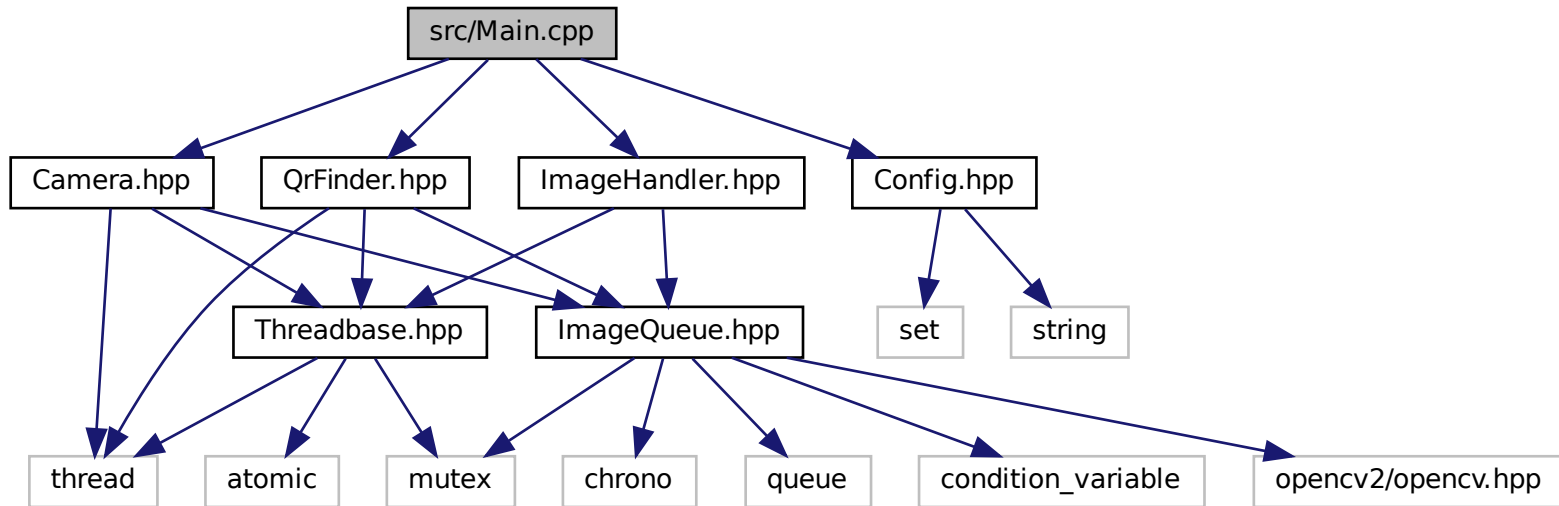 src/Main.cpp
Camera.hpp
QrFinder.hpp
ImageHandler.hpp
Config.hpp
Threadbase.hpp
ImageQueue.hpp
set
string
thread
atomic
mutex
chrono
queue
condition_variable
opencv2/opencv.hpp